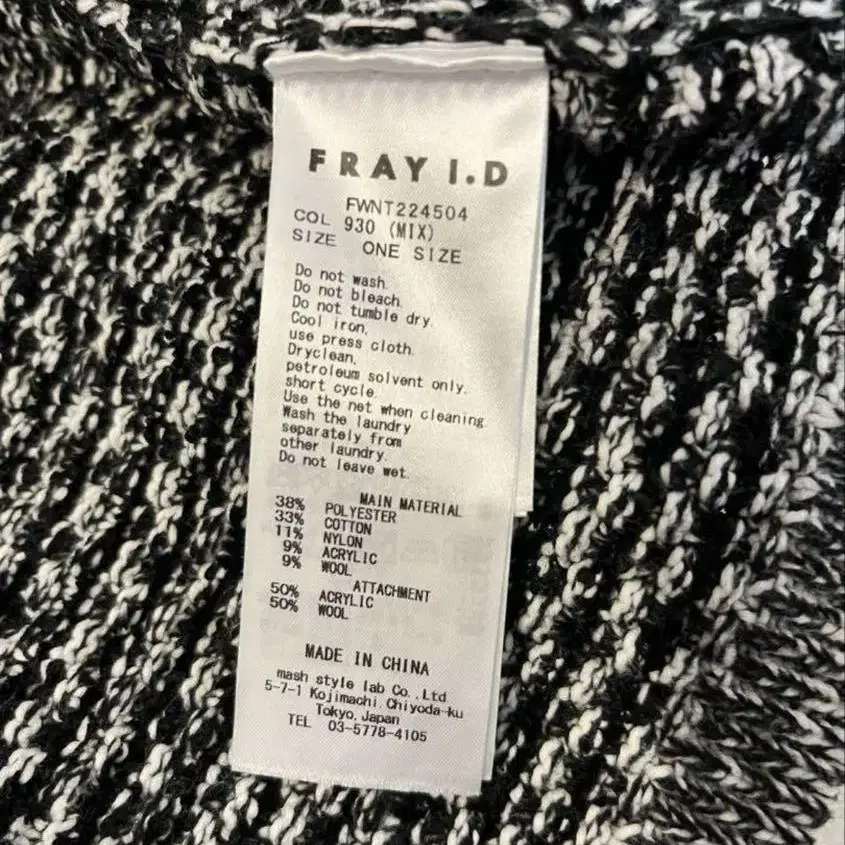 FRAY I.D
FWNT224504
COL 930 (MIX)
SIZE ONE SIZE
Do not wash.
Do not bleach.
Do not tumble dry.
Cool iron,
use press cloth.
Dryclean,
petroleum solvent only.
short cycle.
Use the net when cleaning.
Wash the laundry
separately from
other laundry.
Do not leave wet.
MAIN MATERIAL
38% POLYESTER
33% COTTON
11% NYLON
9% ACRYLIC
9% WOOL
ATTACHMENT
50% ACRYLIC
50% WOOL
MADE IN CHINA
mash style lab Co.,Ltd
5-7-1 Kojimachi,Chiyoda-ku
Tokyo,Japan
TEL 03-5778-4105